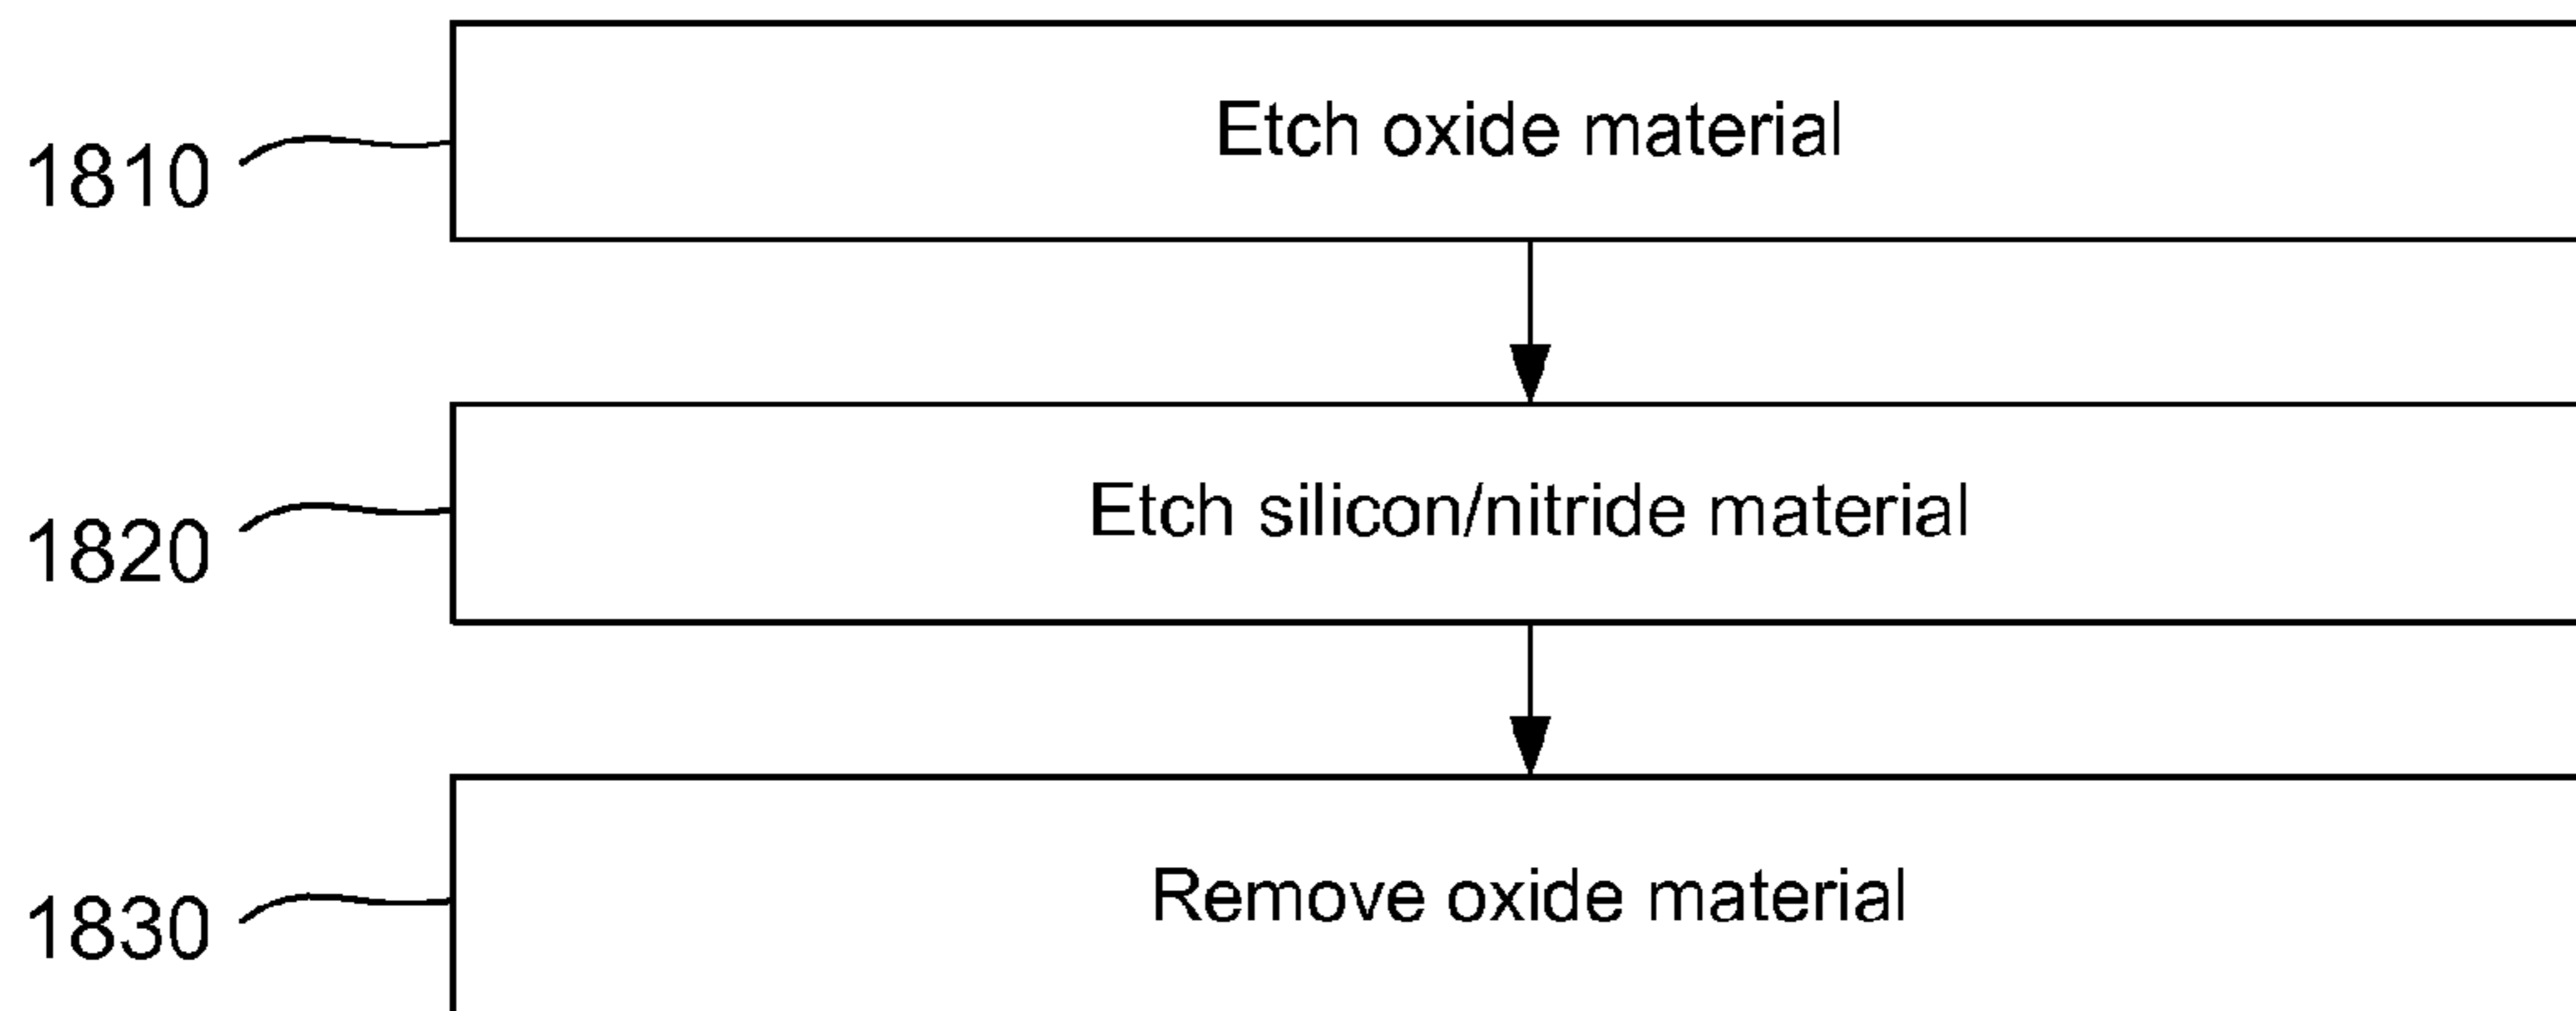 1810
Etch oxide material
1820
Etch silicon/nitride material
1830
Remove oxide material